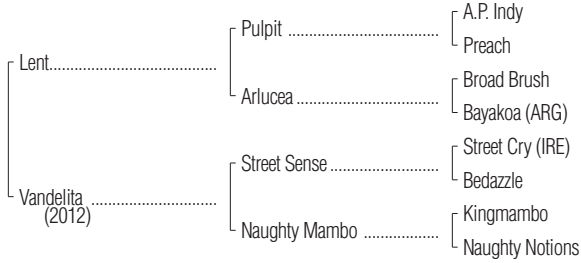 A.P. Indy
Pulpit
Preach
Lent
Broad Brush
Arlucea
Bayakoa (ARG)
Street Cry (IRE)
Street Sense
Bedazzle
Vandelita
(2012)
Kingmambo
Naughty Mambo
Naughty Notions